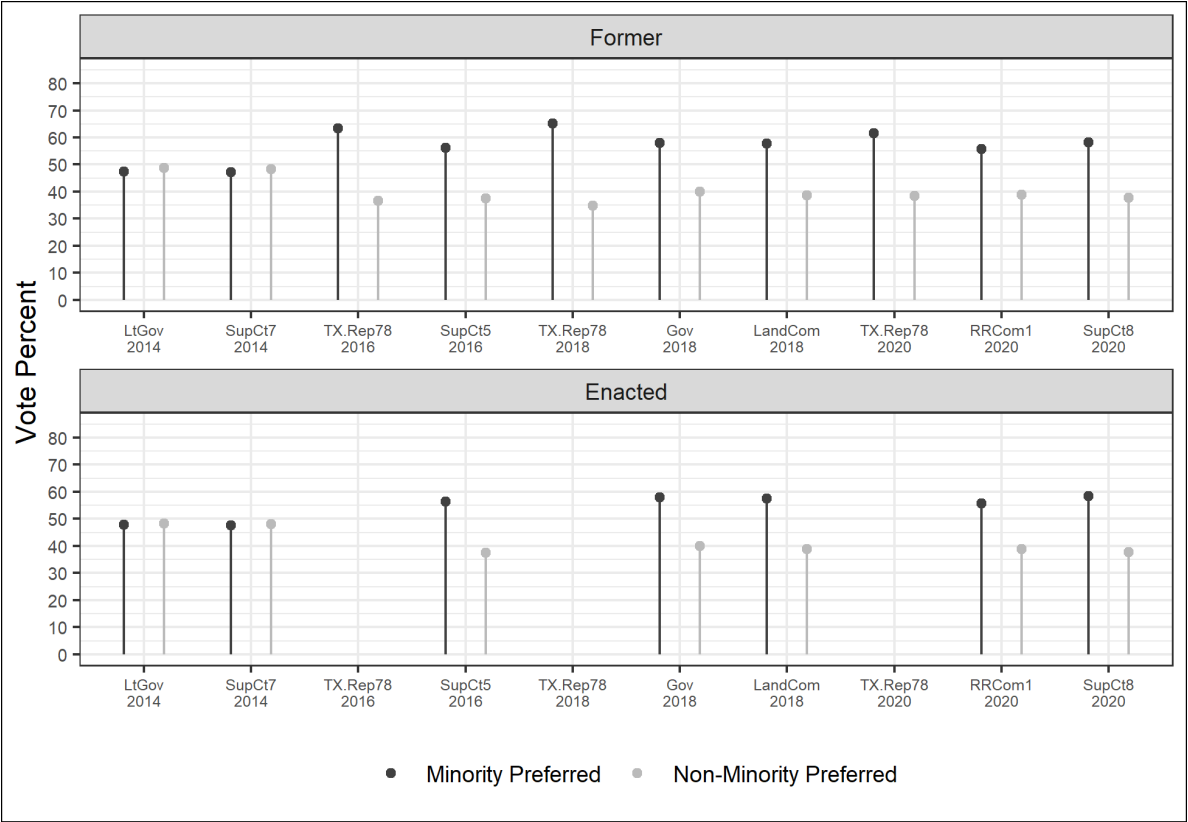 Former
Vote Percent
80
70
60
50
40
30
20
10
0
LtGov SupCt7 TX.Rep78 SupCt5 TX.Rep78 Gov LandCom TX.Rep78 RRCom1 SupCt8
2014 2014 2016 2016 2018 2018 2018 2020 2020 2020
Enacted
80
70
60
50
40
30
20
10
0
LtGov SupCt7 TX.Rep78 SupCt5 TX.Rep78 Gov LandCom TX.Rep78 RRCom1 SupCt8
2014 2014 2016 2016 2018 2018 2018 2020 2020 2020
Minority Preferred Non-Minority Preferred